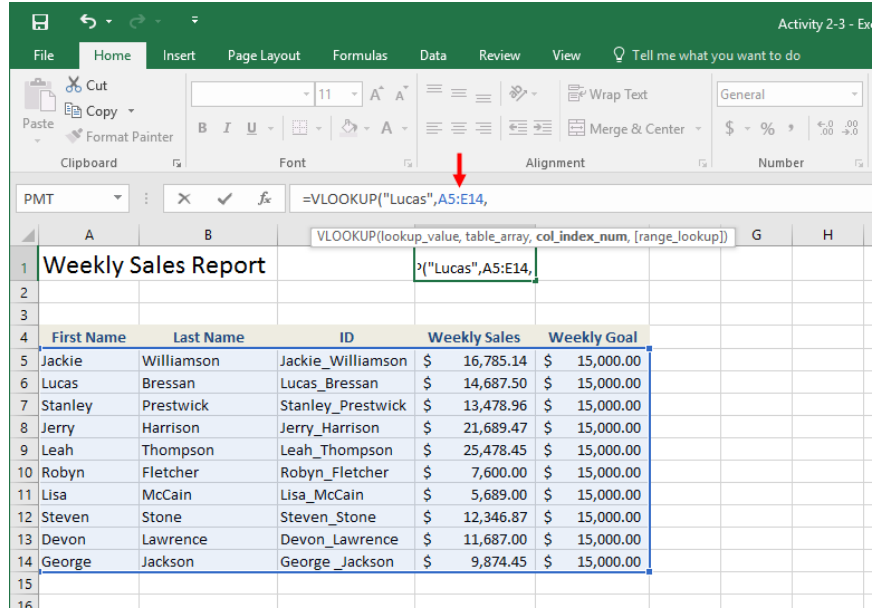 Activity 2-3 - Exc
File Home Insert Page Layout Formulas Data Review View Tell me what you want to do
Paste
Cut
Copy
Format Painter
Clipboard
11 A A
B I U A
Font
Wrap Text
Merge & Center
Alignment
General
$ % , .00 .00
Number
PMT fx =VLOOKUP("Lucas",A5:E14,
VLOOKUP(lookup_value, table_array, col_index_num, [range_lookup])
A B G H
1 Weekly Sales Report P("Lucas",A5:E14,
2
3
4 First Name Last Name ID Weekly Sales Weekly Goal
5 Jackie Williamson Jackie_Williamson $ 16,785.14 $ 15,000.00
6 Lucas Bressan Lucas_Bressan $ 14,687.50 $ 15,000.00
7 Stanley Prestwick Stanley_Prestwick $ 13,478.96 $ 15,000.00
8 Jerry Harrison Jerry_Harrison $ 21,689.47 $ 15,000.00
9 Leah Thompson Leah_Thompson $ 25,478.45 $ 15,000.00
10 Robyn Fletcher Robyn_Fletcher $ 7,600.00 $ 15,000.00
11 Lisa McCain Lisa_McCain $ 5,689.00 $ 15,000.00
12 Steven Stone Steven_Stone $ 12,346.87 $ 15,000.00
13 Devon Lawrence Devon_Lawrence $ 11,687.00 $ 15,000.00
14 George Jackson George _Jackson $ 9,874.45 $ 15,000.00
15
16